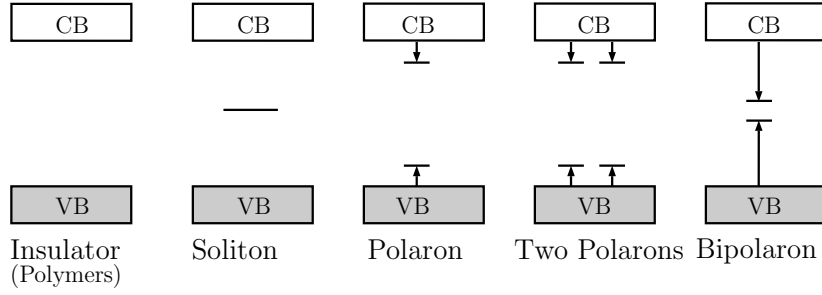 CB
CB
CB
CB
CB
VB
VB
VB
VB
VB
Insulator
(Polymers)
Soliton
Polaron
Two Polarons
Bipolaron